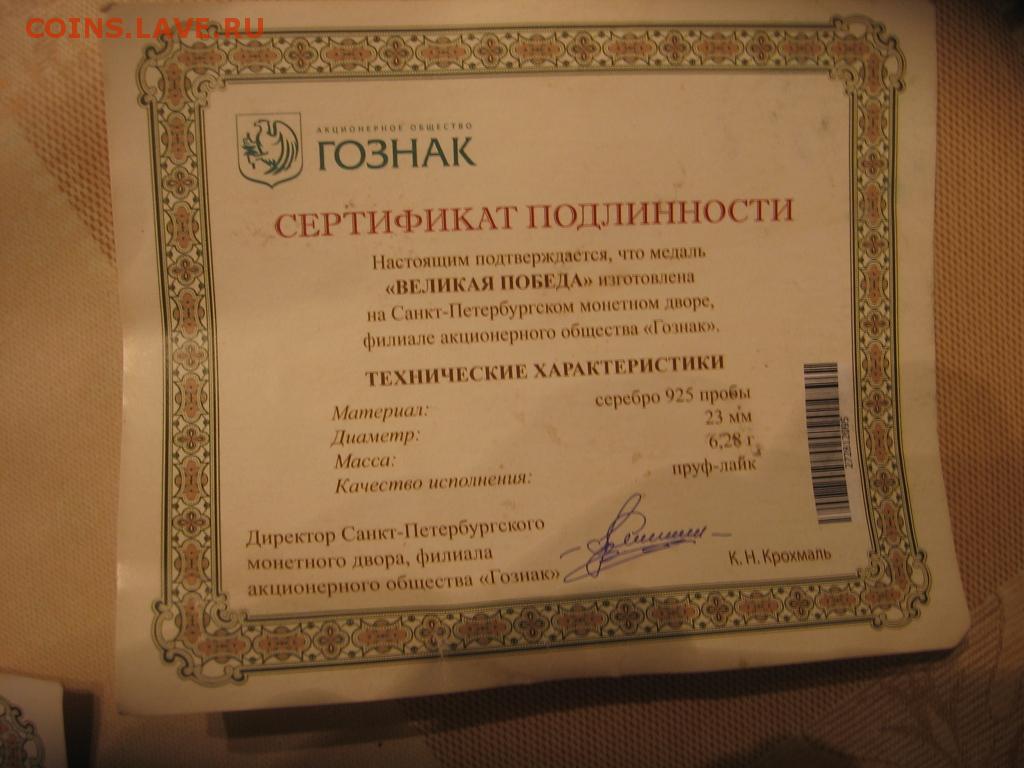 COINS.LAVE.RU
АКЦИОНЕРНОЕ ОБЩЕСТВО
ГОЗНАК
СЕРТИФИКАТ ПОДЛИННОСТИ
Настоящим подтверждается, что медаль
«ВЕЛИКАЯ ПОБЕДА» изготовлена
на Санкт-Петербургском монетном дворе,
филиале акционерного общества «Гознак».
ТЕХНИЧЕСКИЕ ХАРАКТЕРИСТИКИ
Материал: серебро 925 пробы
Диаметр: 23 мм
Масса: 6,28 г
Качество исполнения: пруф-лайк
Директор Санкт-Петербургского
монетного двора, филиала
акционерного общества «Гознак»
К. Н. Крохмаль